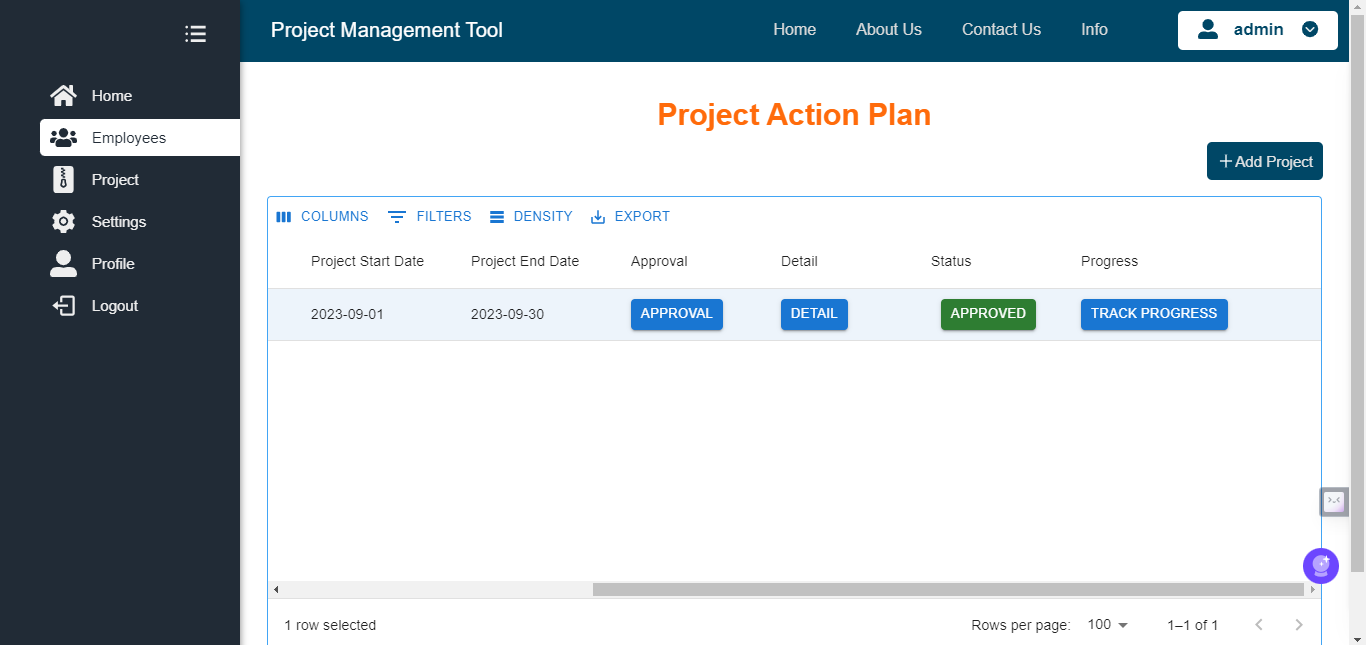 Project Management Tool
Home About Us Contact Us Info
admin
Home
Employees
Project
Settings
Profile
Logout
Project Action Plan
Add Project
COLUMNS FILTERS DENSITY EXPORT
Project Start Date Project End Date Approval Detail Status Progress
2023-09-01 2023-09-30 APPROVAL DETAIL APPROVED TRACK PROGRESS
1 row selected
Rows per page: 100 1–1 of 1